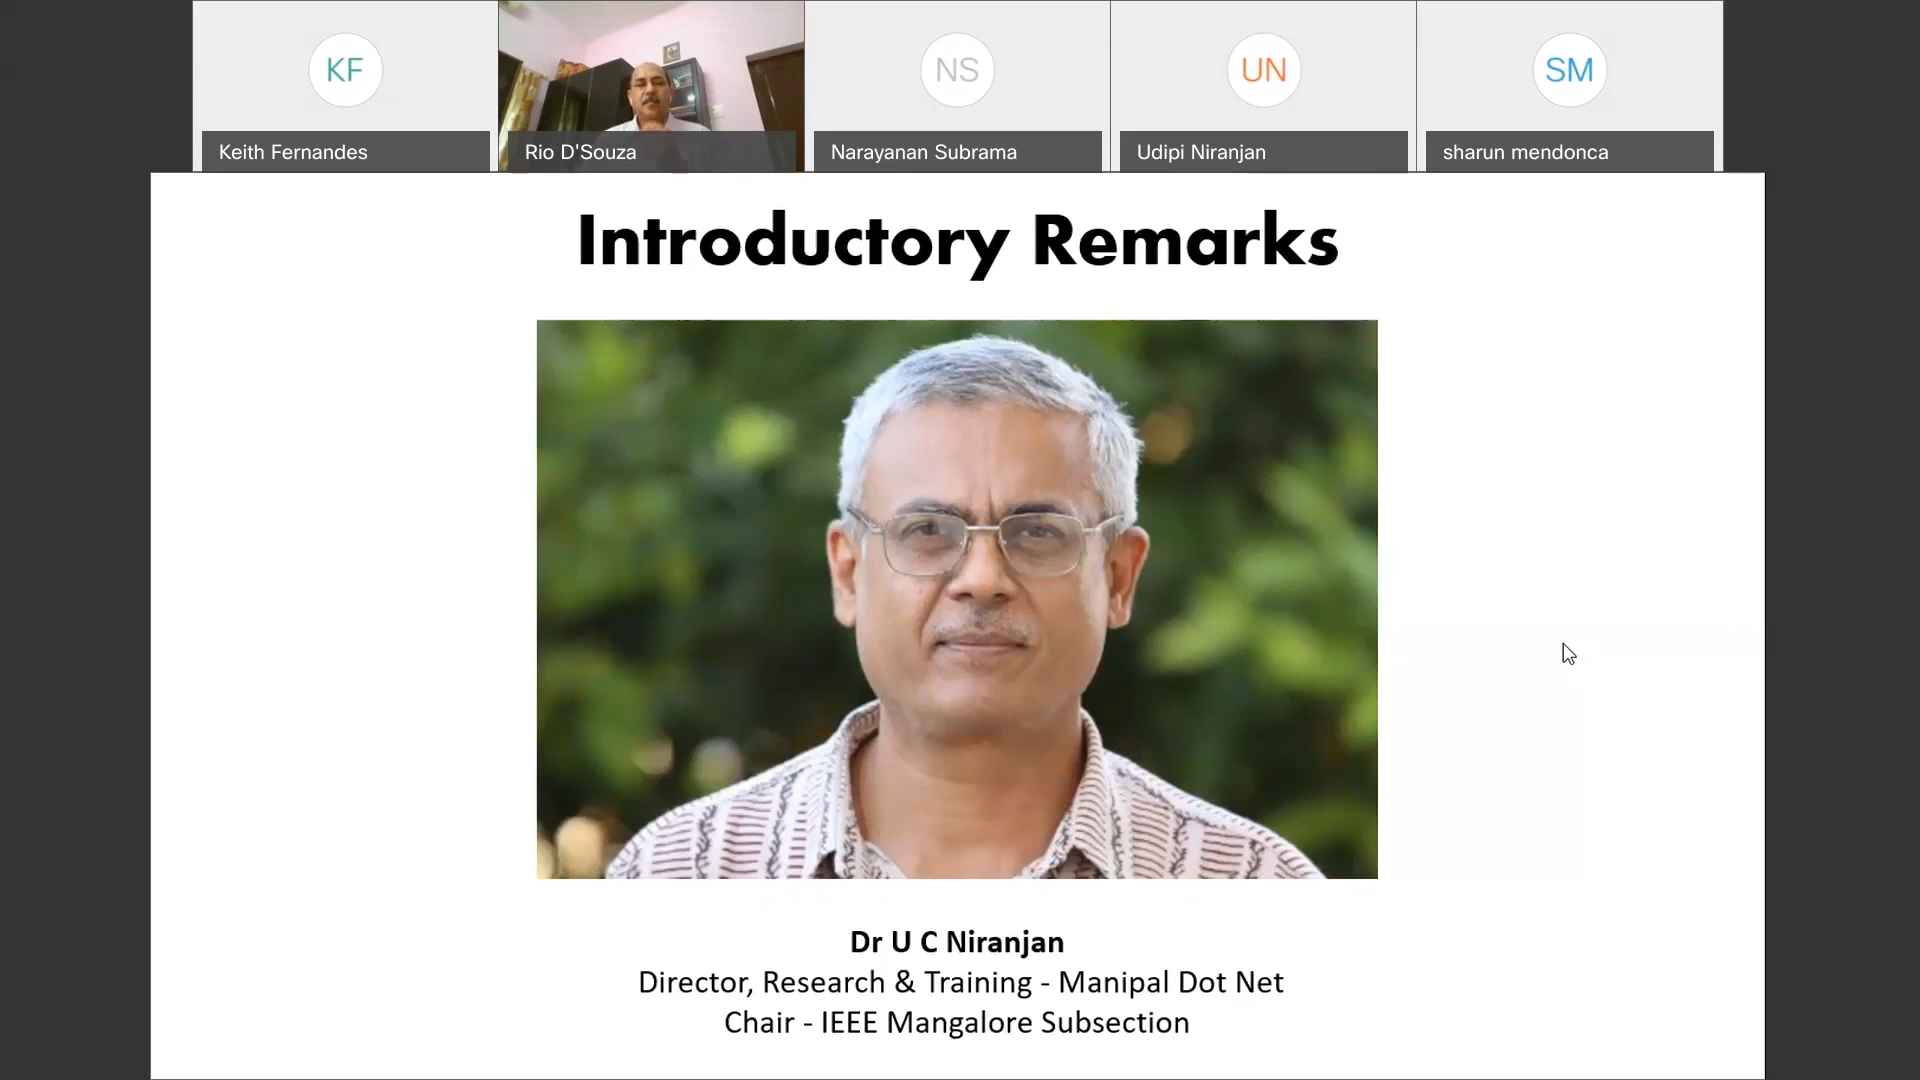 KF
Keith Fernandes
Rio D'Souza
NS
Narayanan Subrama
UN
Udipi Niranjan
SM
sharun mendonca
Introductory Remarks
Dr U C Niranjan
Director, Research & Training - Manipal Dot Net
Chair - IEEE Mangalore Subsection